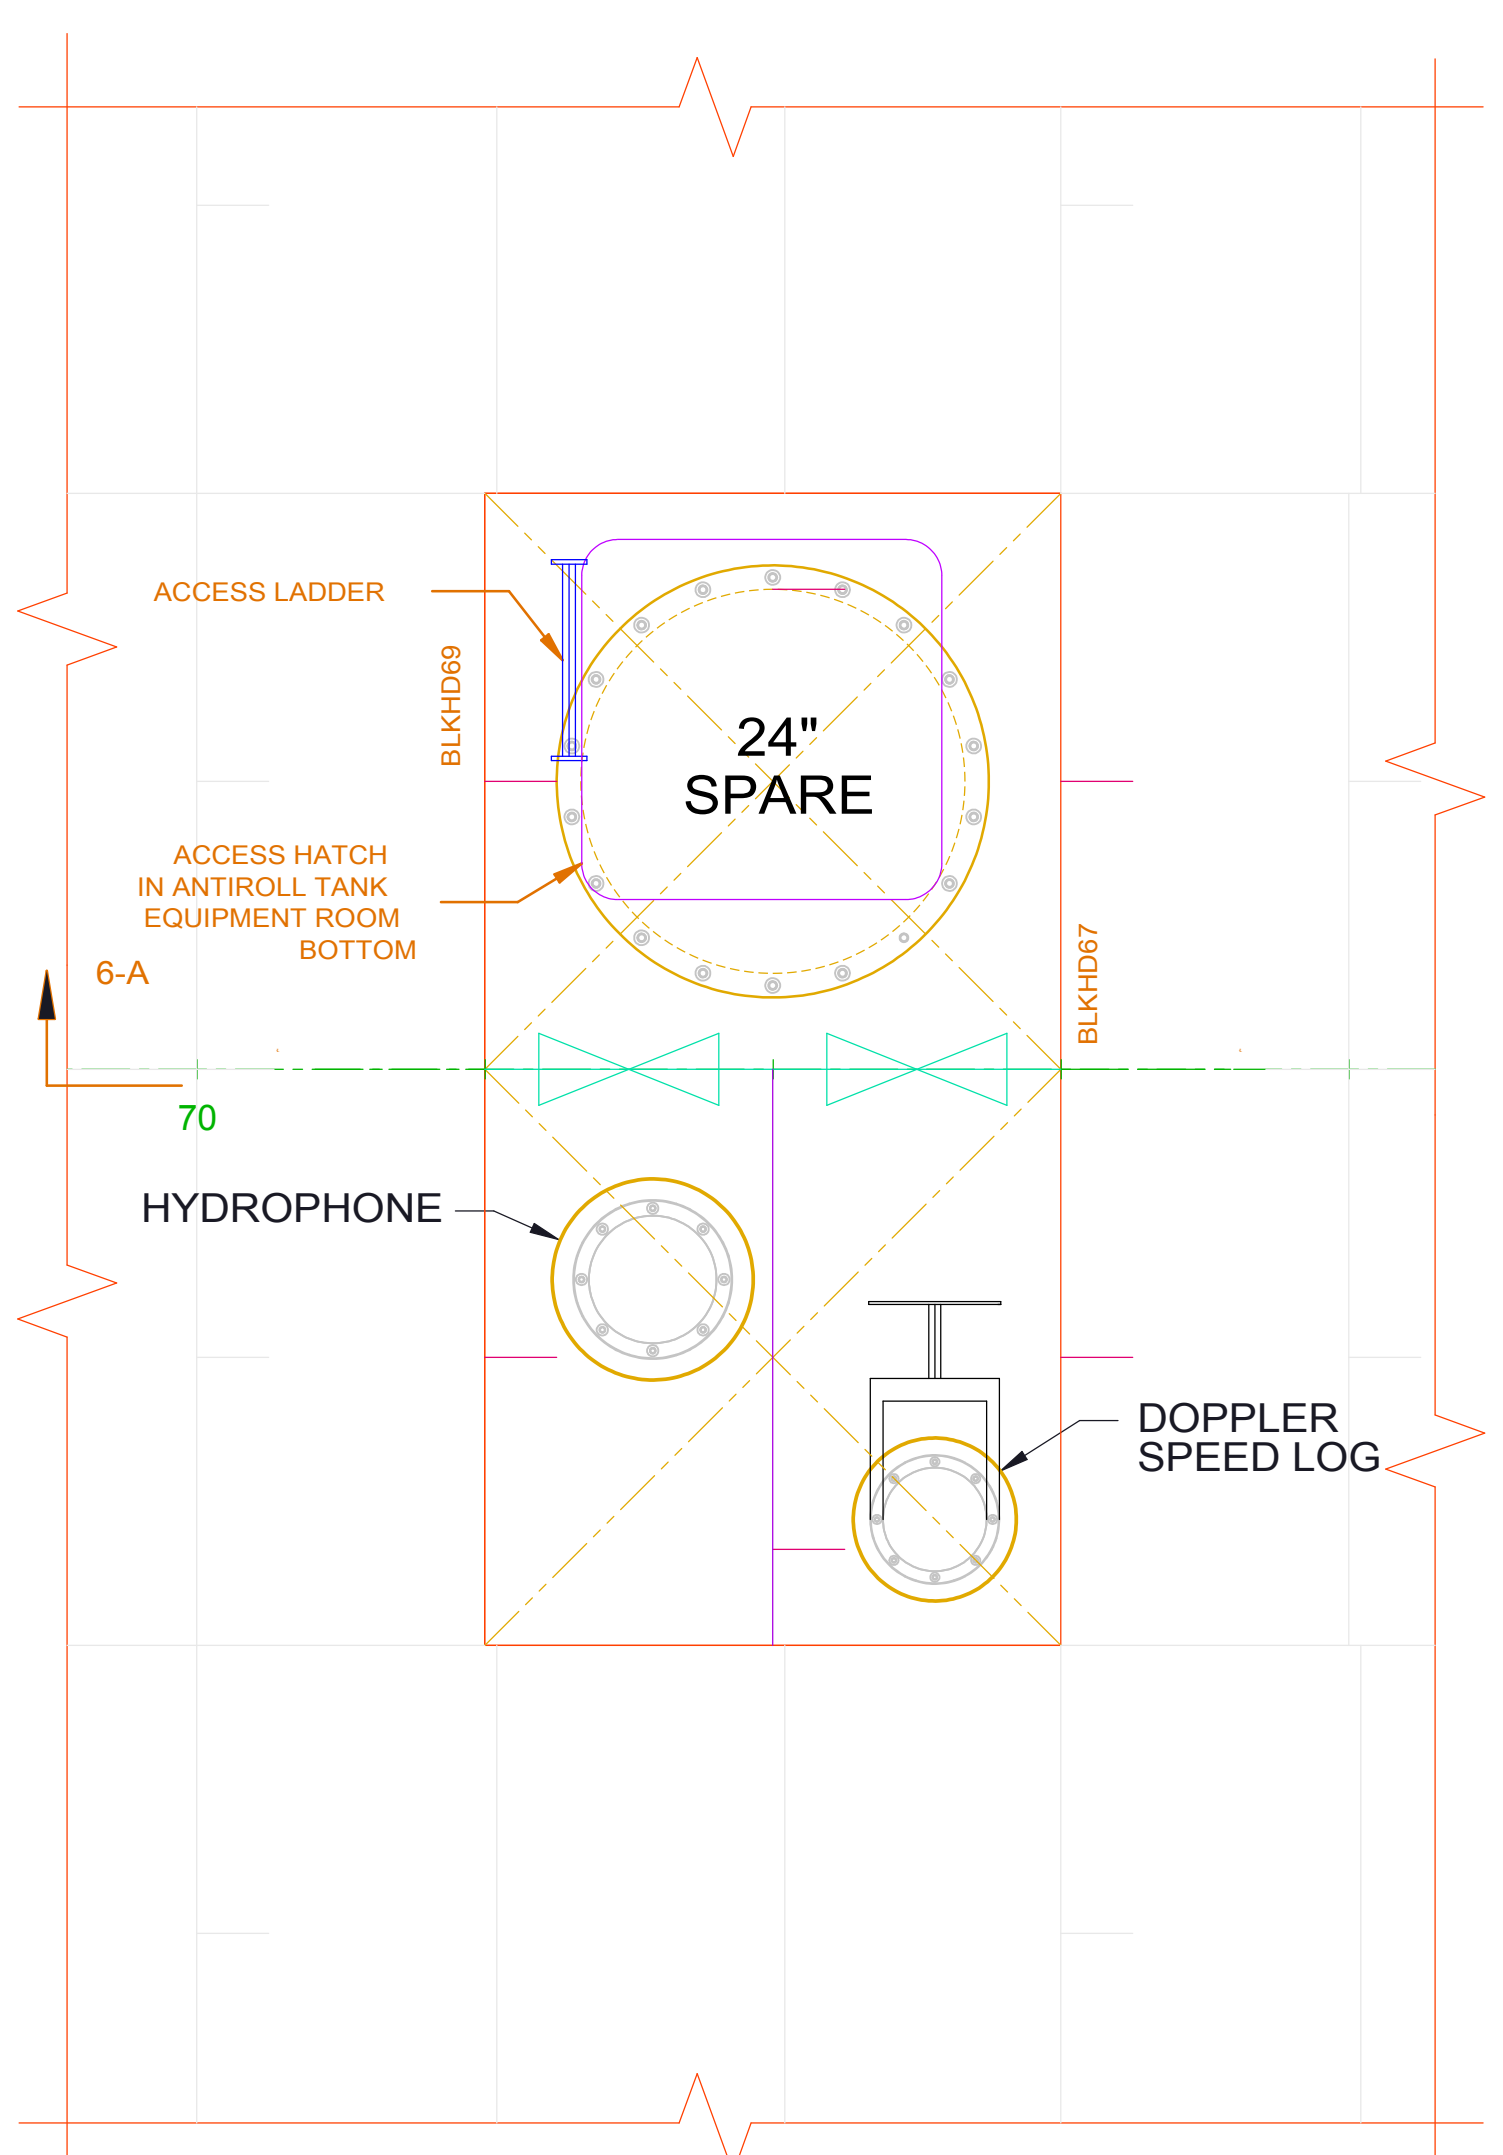 24"
SPARE
ACCESS LADDER
BLKHD69
ACCESS HATCH
IN ANTIROLL TANK
EQUIPMENT ROOM
BOTTOM
6-A
BLKHD67
70
HYDROPHONE
DOPPLER
SPEED LOG